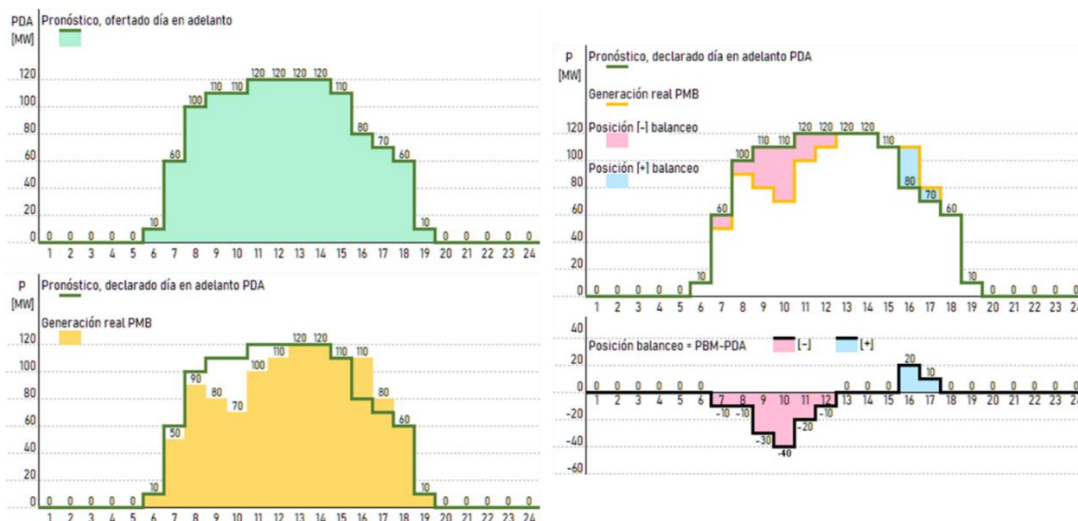 PDA Pronóstico, ofertado día en adelanto
[MW]
120 120 120 120 120
110 110 110
100 100
80 80
70
60 60 60
40
20
10 10
0 0 0 0 0 0 0 0 0 0 0
1 2 3 4 5 6 7 8 9 10 11 12 13 14 15 16 17 18 19 20 21 22 23 24
P Pronóstico, declarado día en adelanto PDA
[MW]
Generación real PMB
120 120 120
110 110 110
100 100
90
80 80 80
70
60 60
50
40
20
10 10
0 0 0 0 0 0 0 0 0 0 0
1 2 3 4 5 6 7 8 9 10 11 12 13 14 15 16 17 18 19 20 21 22 23 24
P Pronóstico, declarado día en adelanto PDA
[MW]
Generación real PMB
Posición [-] balanceo
120 120 120 120 120
110 110 110
Posición [+] balanceo
100 100
80 80
70
60 60 60
40
20
10 10
0 0 0 0 0 0 0 0 0 0 0
1 2 3 4 5 6 7 8 9 10 11 12 13 14 15 16 17 18 19 20 21 22 23 24
40
Posición balanceo = PBM-PDA [-] [+]
20 20
10
0 0 0 0 0 0 0 0 0 0 0 0 0 0 0 0 0
1 2 3 4 5 6 7 8 9 10 11 12 13 14 15 16 17 18 19 20 21 22 23 24
-10 -10 -10
-20 -20
-30
-40 -40
-60